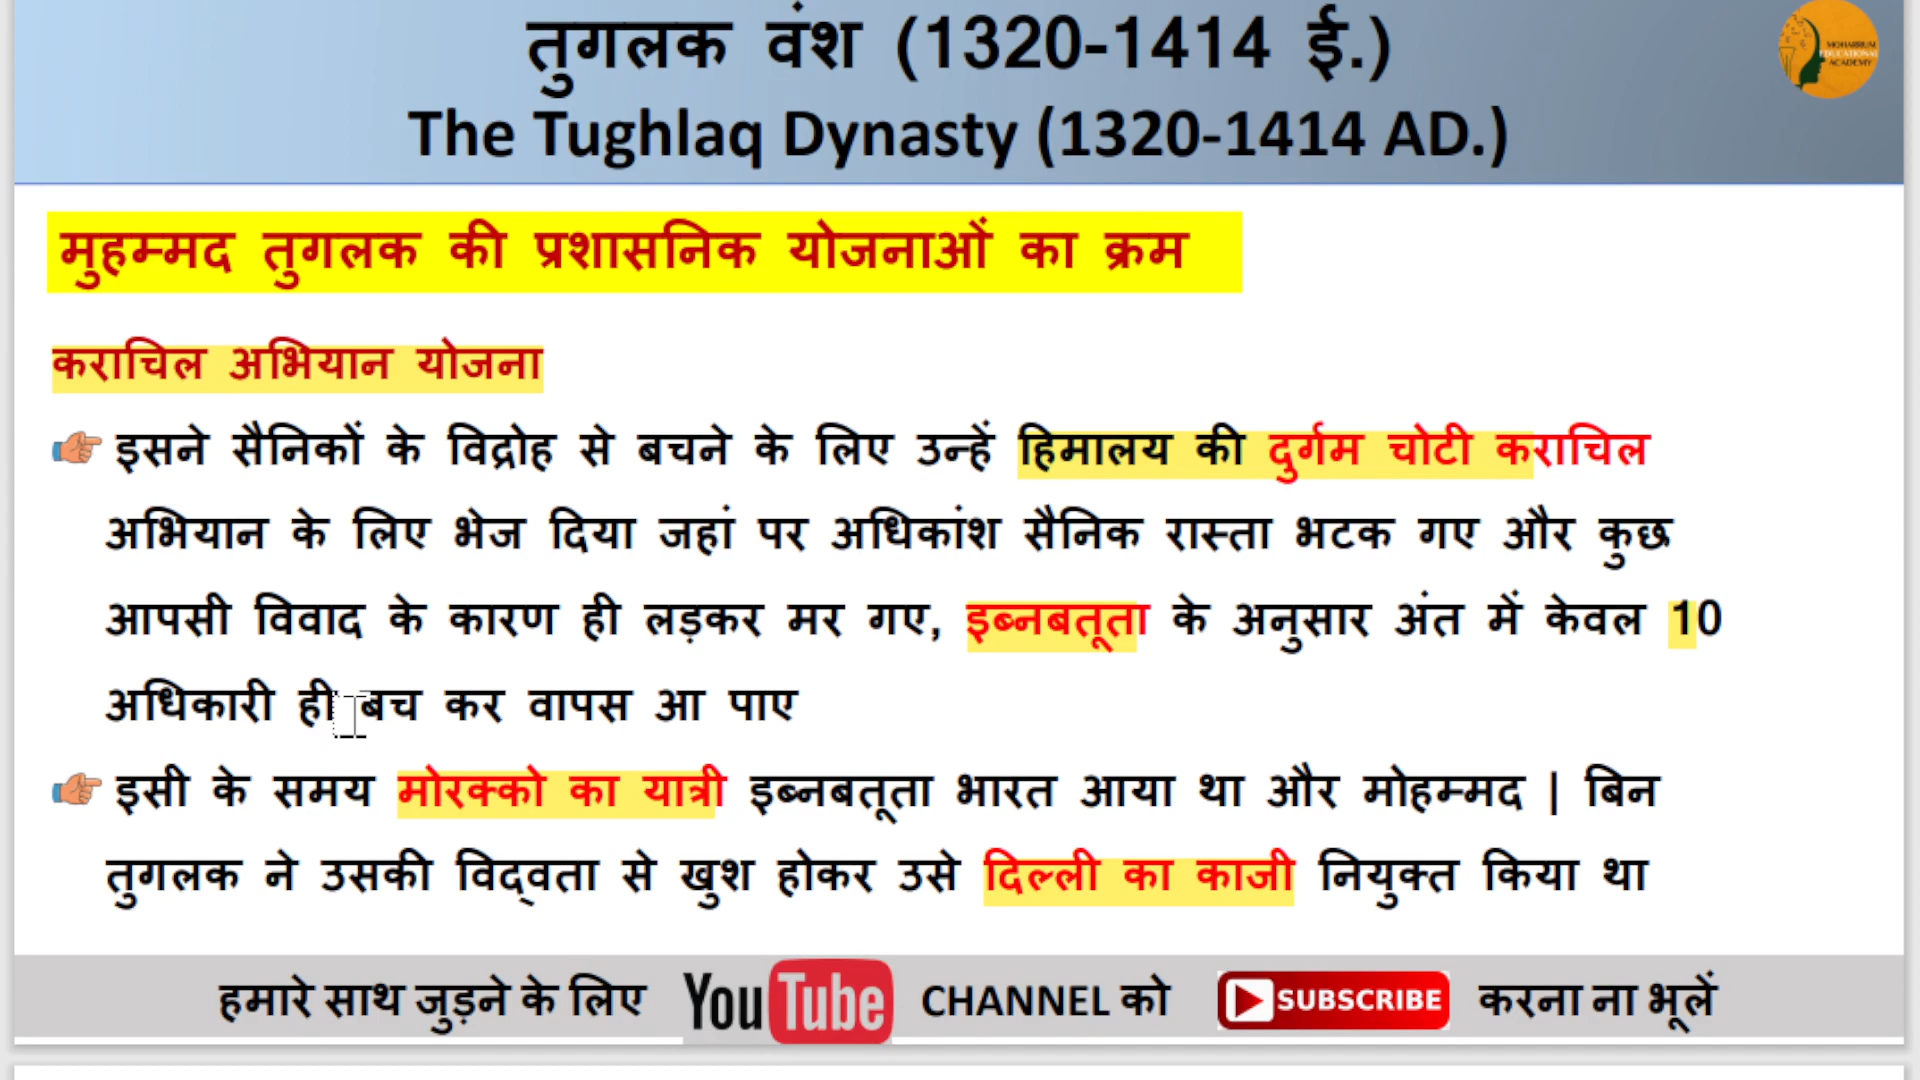 तुगलक वंश (1320-1414 ई.)
The Tughlaq Dynasty (1320-1414 AD.)
MOHARRUM
EDUCATIONAL
ACADEMY
मुहम्मद तुगलक की प्रशासनिक योजनाओं का क्रम
कराचिल अभियान योजना
इसने सैनिकों के विद्रोह से बचने के लिए उन्हें हिमालय की दुर्गम चोटी कराचिल
अभियान के लिए भेज दिया जहां पर अधिकांश सैनिक रास्ता भटक गए और कुछ
आपसी विवाद के कारण ही लड़कर मर गए, इब्नबतूता के अनुसार अंत में केवल 10
अधिकारी ही बच कर वापस आ पाए
इसी के समय मोरक्को का यात्री इब्नबतूता भारत आया था और मोहम्मद | बिन
तुगलक ने उसकी विद्वता से खुश होकर उसे दिल्ली का काजी नियुक्त किया था
हमारे साथ जुड़ने के लिए YouTube CHANNEL को SUBSCRIBE करना ना भूलें